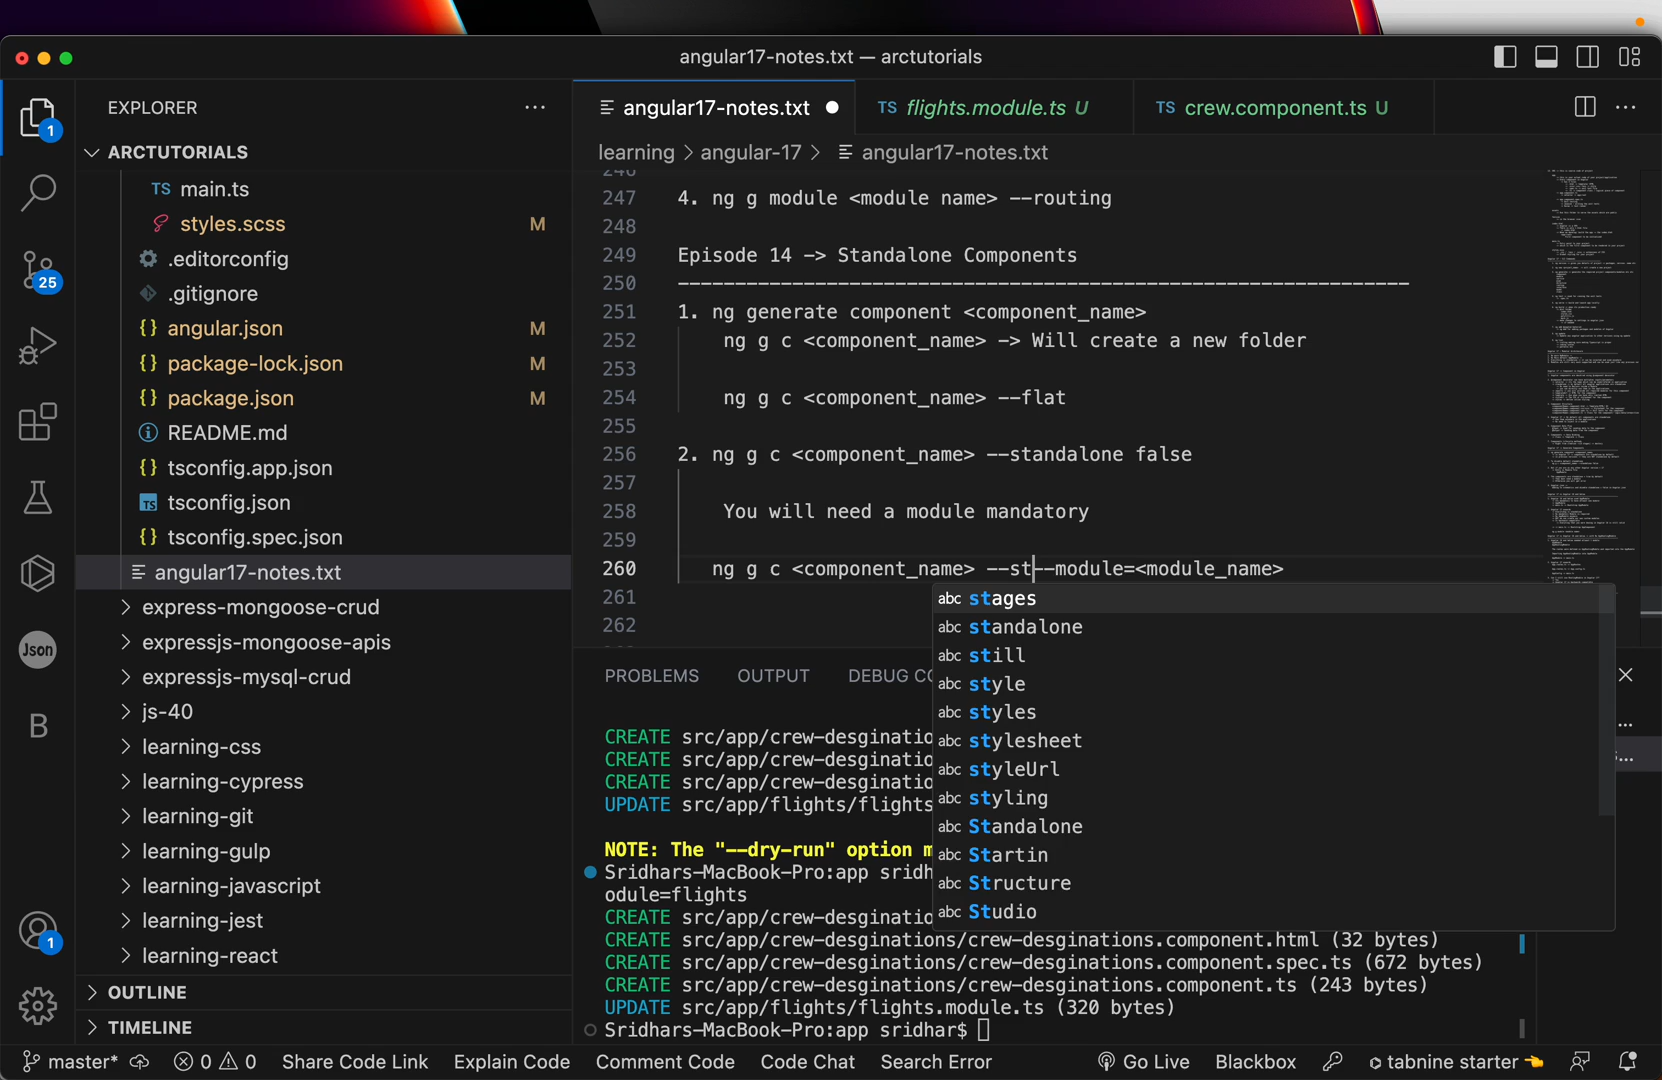 angular17-notes.txt — arctutorials
EXPLORER
ARCTUTORIALS
TS main.ts
styles.scss M
.editorconfig
.gitignore
{} angular.json M
{} package-lock.json M
{} package.json M
README.md
{} tsconfig.app.json
TS tsconfig.json
{} tsconfig.spec.json
angular17-notes.txt
express-mongoose-crud
expressjs-mongoose-apis
expressjs-mysql-crud
js-40
learning-css
learning-cypress
learning-git
learning-gulp
learning-javascript
learning-jest
learning-react
OUTLINE
TIMELINE
1
25
Json
B
1
angular17-notes.txt
TS flights.module.ts U
TS crew.component.ts U
learning > angular-17 > angular17-notes.txt
246
247 4. ng g module <module name> --routing
248
249 Episode 14 -> Standalone Components
250 ----------------------------------------------------------------
251 1. ng generate component <component_name>
252 ng g c <component_name> -> Will create a new folder
253
254 ng g c <component_name> --flat
255
256 2. ng g c <component_name> --standalone false
257
258 You will need a module mandatory
259
260 ng g c <component_name> --st--module=<module_name>
261
262
abc stages
abc standalone
abc still
abc style
abc styles
abc stylesheet
abc styleUrl
abc styling
abc Standalone
abc Startin
abc Structure
abc Studio
PROBLEMS OUTPUT DEBUG CO
CREATE src/app/crew-desginatio
CREATE src/app/crew-desginatio
CREATE src/app/crew-desginatio
UPDATE src/app/flights/flights
NOTE: The "--dry-run" option m
Sridhars-MacBook-Pro:app sridh
odule=flights
CREATE src/app/crew-desginatio
CREATE src/app/crew-desginations/crew-desginations.component.html (32 bytes)
CREATE src/app/crew-desginations/crew-desginations.component.spec.ts (672 bytes)
CREATE src/app/crew-desginations/crew-desginations.component.ts (243 bytes)
UPDATE src/app/flights/flights.module.ts (320 bytes)
Sridhars-MacBook-Pro:app sridhar$
master* 0 0 Share Code Link Explain Code Comment Code Code Chat Search Error Go Live Blackbox tabnine starter